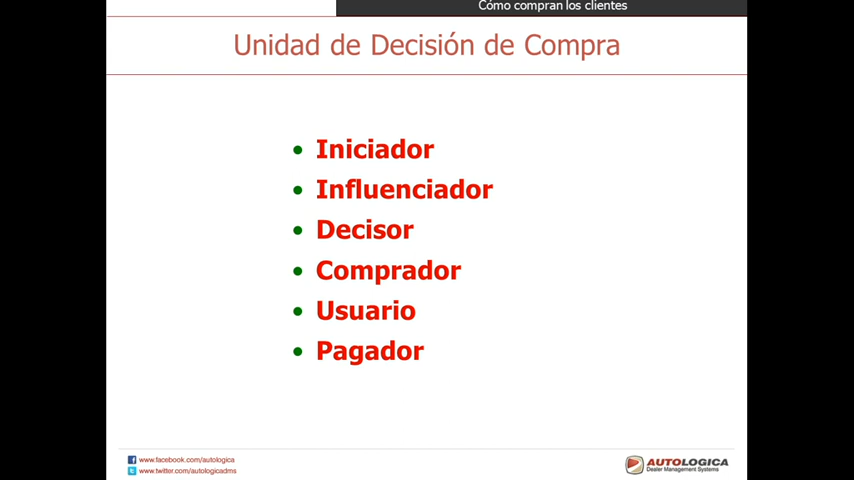 Cómo compran los clientes
Unidad de Decisión de Compra
• Iniciador
• Influenciador
• Decisor
• Comprador
• Usuario
• Pagador
www.facebook.com/autologica
www.twitter.com/autologicadms
AUTOLOGICA
Dealer Management Systems